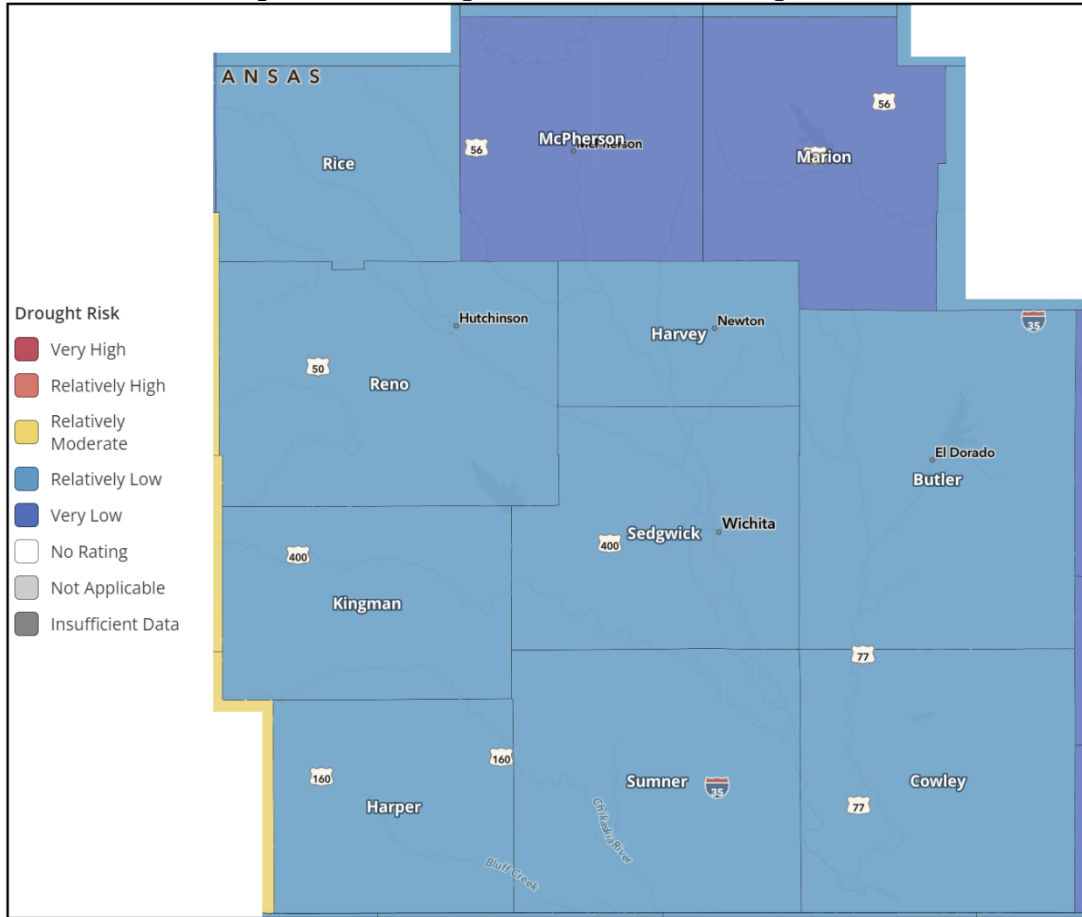 A N S A S
56
McPherson
McPherson
56
Marion
Rice
Drought Risk
Very High
Relatively High
Relatively
Moderate
Relatively Low
Very Low
No Rating
Not Applicable
Insufficient Data
Hutchinson
50
Reno
Harvey
Newton
35
El Dorado
Butler
400
Kingman
400
Sedgwick
Wichita
77
160
160
Harper
Sumner
35
Chikaskia River
Bluff Creek
77
Cowley